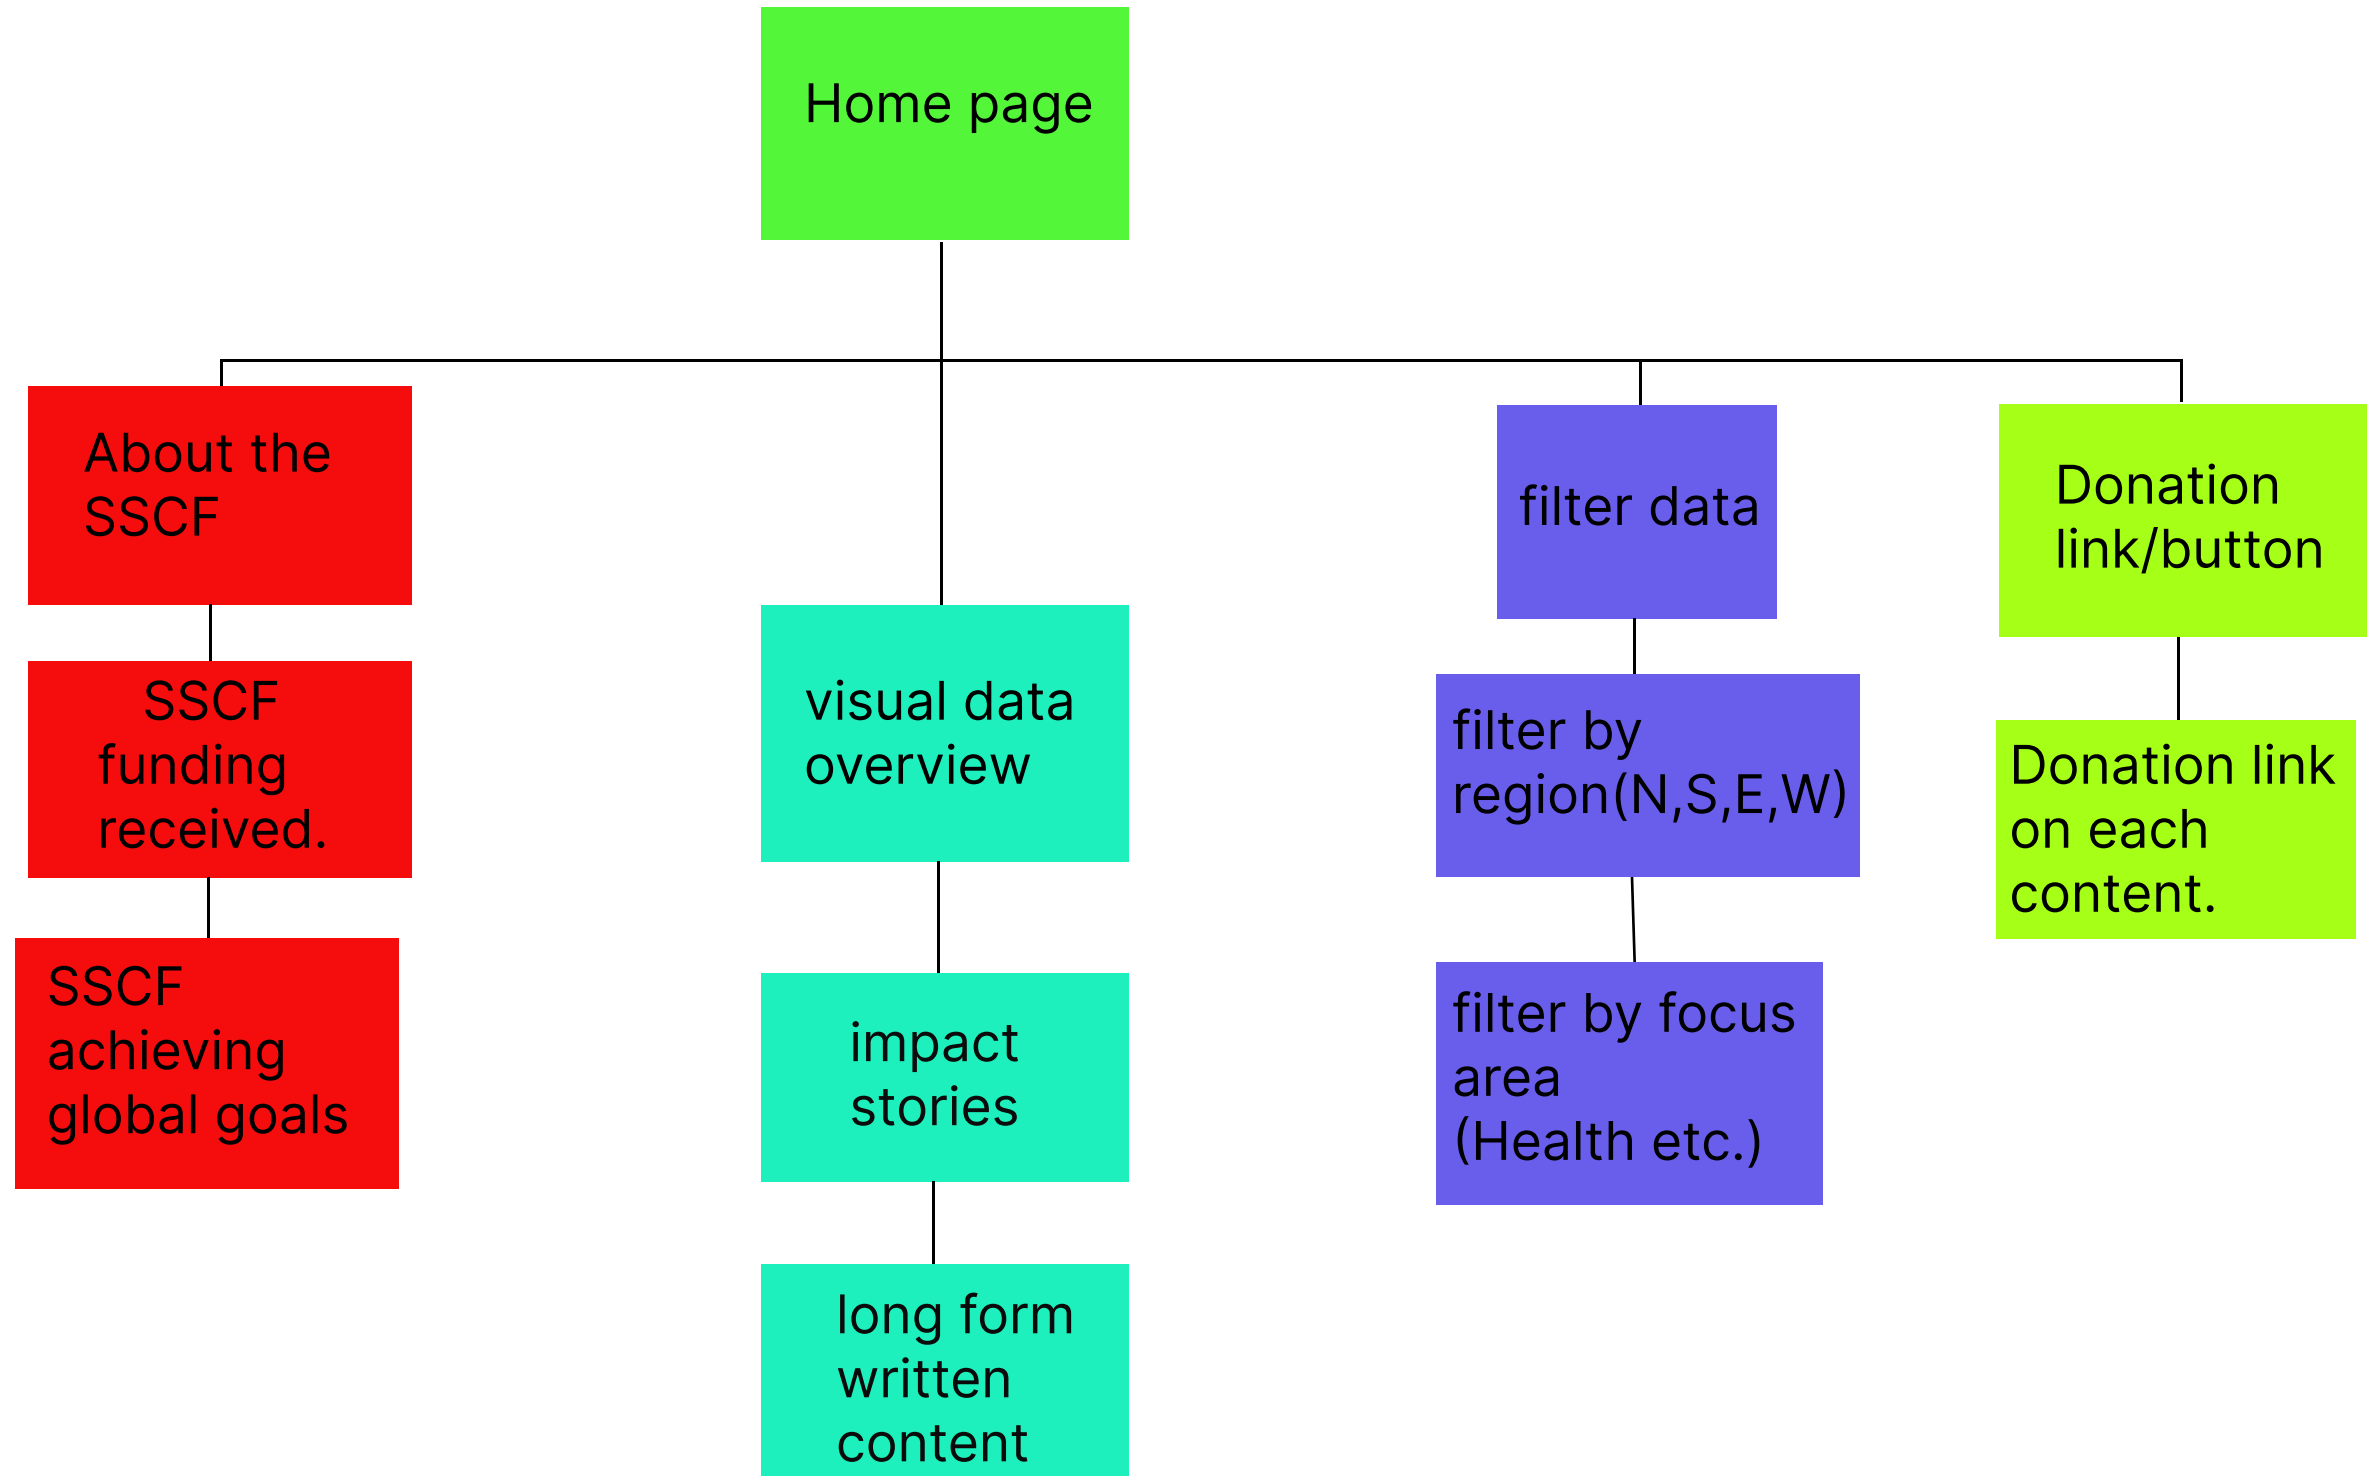 Home page
About the
SSCF
SSCF
funding
received.
SSCF
achieving
global goals
visual data
overview
impact
stories
long form
written
content
filter data
filter by
region(N,S,E,W)
filter by focus
area
(Health etc.)
Donation
link/button
Donation link
on each
content.